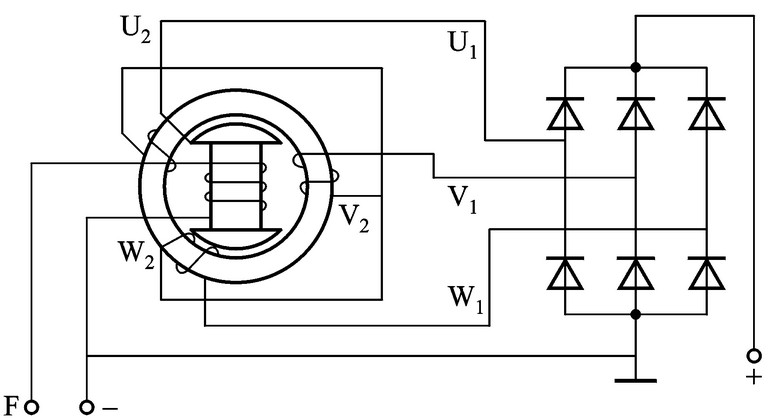 U₂
U₁
V₁
V₂
W₂
W₁
+
F
−